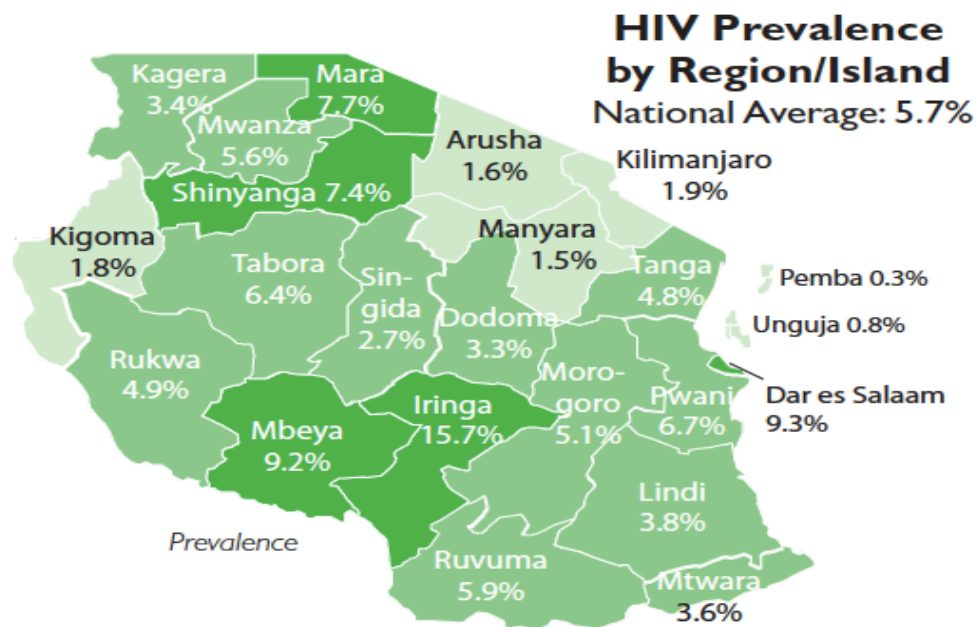 HIV Prevalence
by Region/Island
National Average: 5.7%
Kagera
3.4%
Mara
7.7%
Mwanza
5.6%
Arusha
1.6%
Kilimanjaro
1.9%
Shinyanga 7.4%
Kigoma
1.8%
Manyara
1.5%
Tabora
6.4%
Sin-
gida
2.7%
Tanga
4.8%
Pemba 0.3%
Unguja 0.8%
Dodoma
3.3%
Rukwa
4.9%
Moro-
goro
5.1%
Pwani
6.7%
Dar es Salaam
9.3%
Iringa
15.7%
Mbeya
9.2%
Lindi
3.8%
Prevalence
Ruvuma
5.9%
Mtwara
3.6%